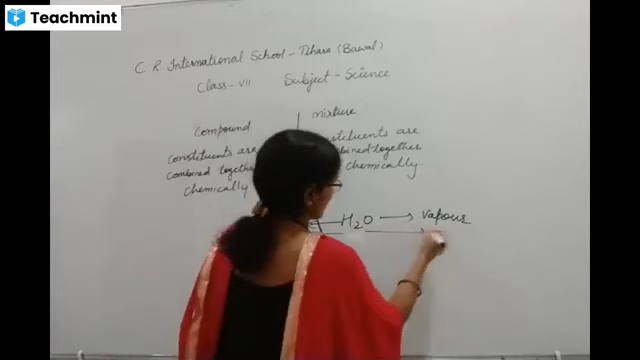 Teachmint
C R International School - Tihara (Bawal)
Class - VII Subject - Science
Compound
constituents are
combined together
chemically
mixture
constituents are
combined together
chemically.
H2O → vapour